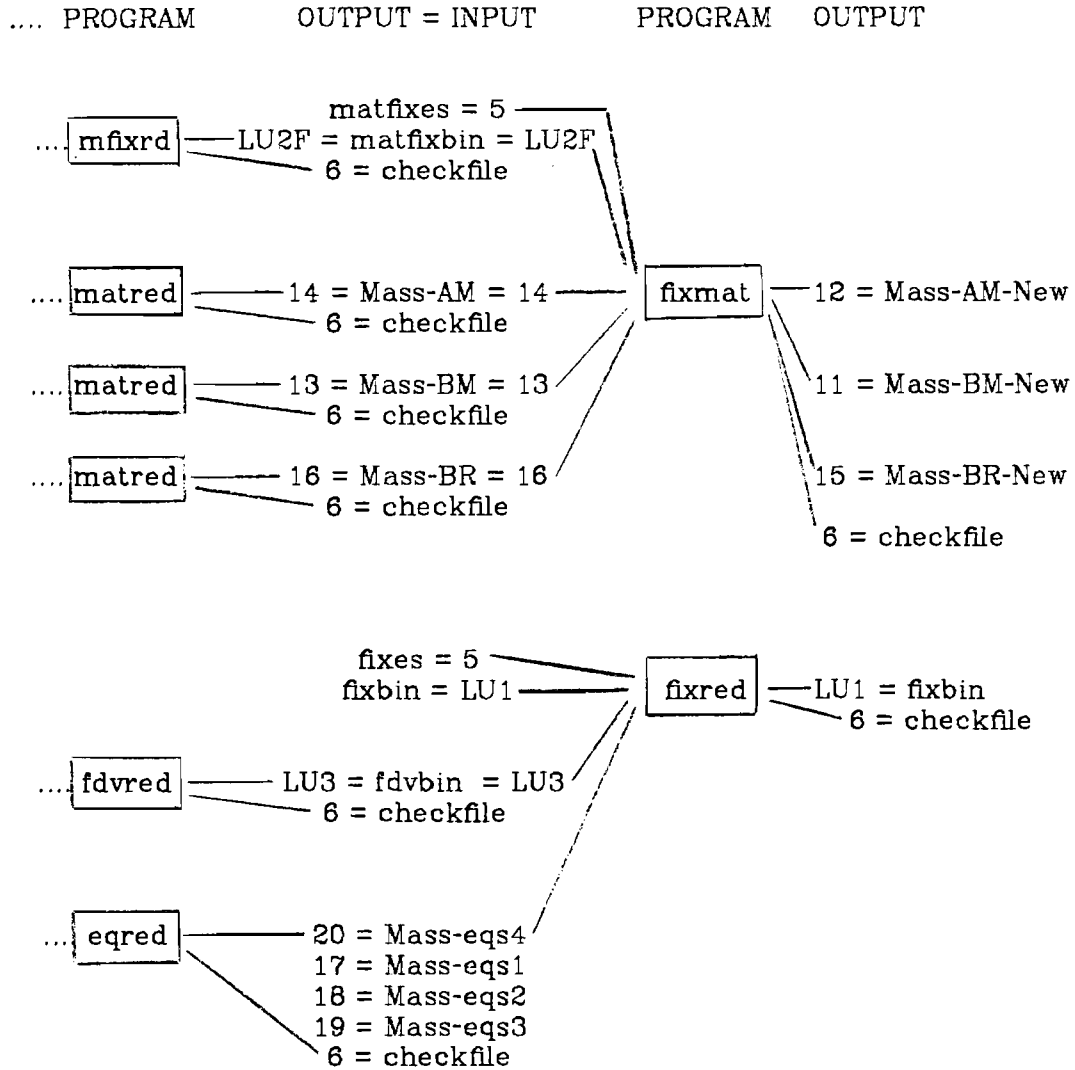 .... PROGRAM OUTPUT = INPUT PROGRAM OUTPUT
matfixes = 5
.... mfixrd LU2F = matfixbin = LU2F
6 = checkfile
.... matred 14 = Mass-AM = 14 fixmat 12 = Mass-AM-New
6 = checkfile
.... matred 13 = Mass-BM = 13 11 = Mass-BM-New
6 = checkfile
.... matred 16 = Mass-BR = 16 15 = Mass-BR-New
6 = checkfile
6 = checkfile
fixes = 5
fixbin = LU1 fixred LU1 = fixbin
6 = checkfile
.... fdvred LU3 = fdvbin = LU3
6 = checkfile
... eqred 20 = Mass-eqs4
17 = Mass-eqs1
18 = Mass-eqs2
19 = Mass-eqs3
6 = checkfile